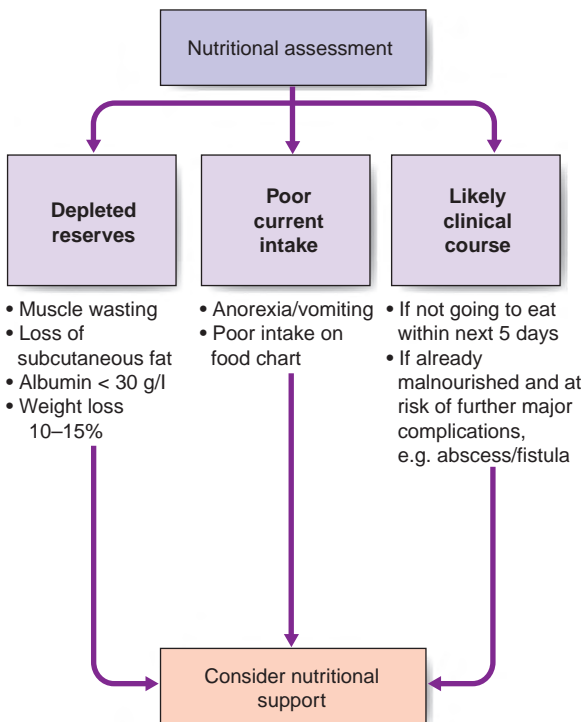 Nutritional assessment
Depleted
reserves
• Muscle wasting
• Loss of
subcutaneous fat
• Albumin < 30 g/l
• Weight loss
10–15%
Poor
current
intake
• Anorexia/vomiting
• Poor intake on
food chart
Likely
clinical
course
• If not going to eat
within next 5 days
• If already
malnourished and at
risk of further major
complications,
e.g. abscess/fistula
Consider nutritional
support